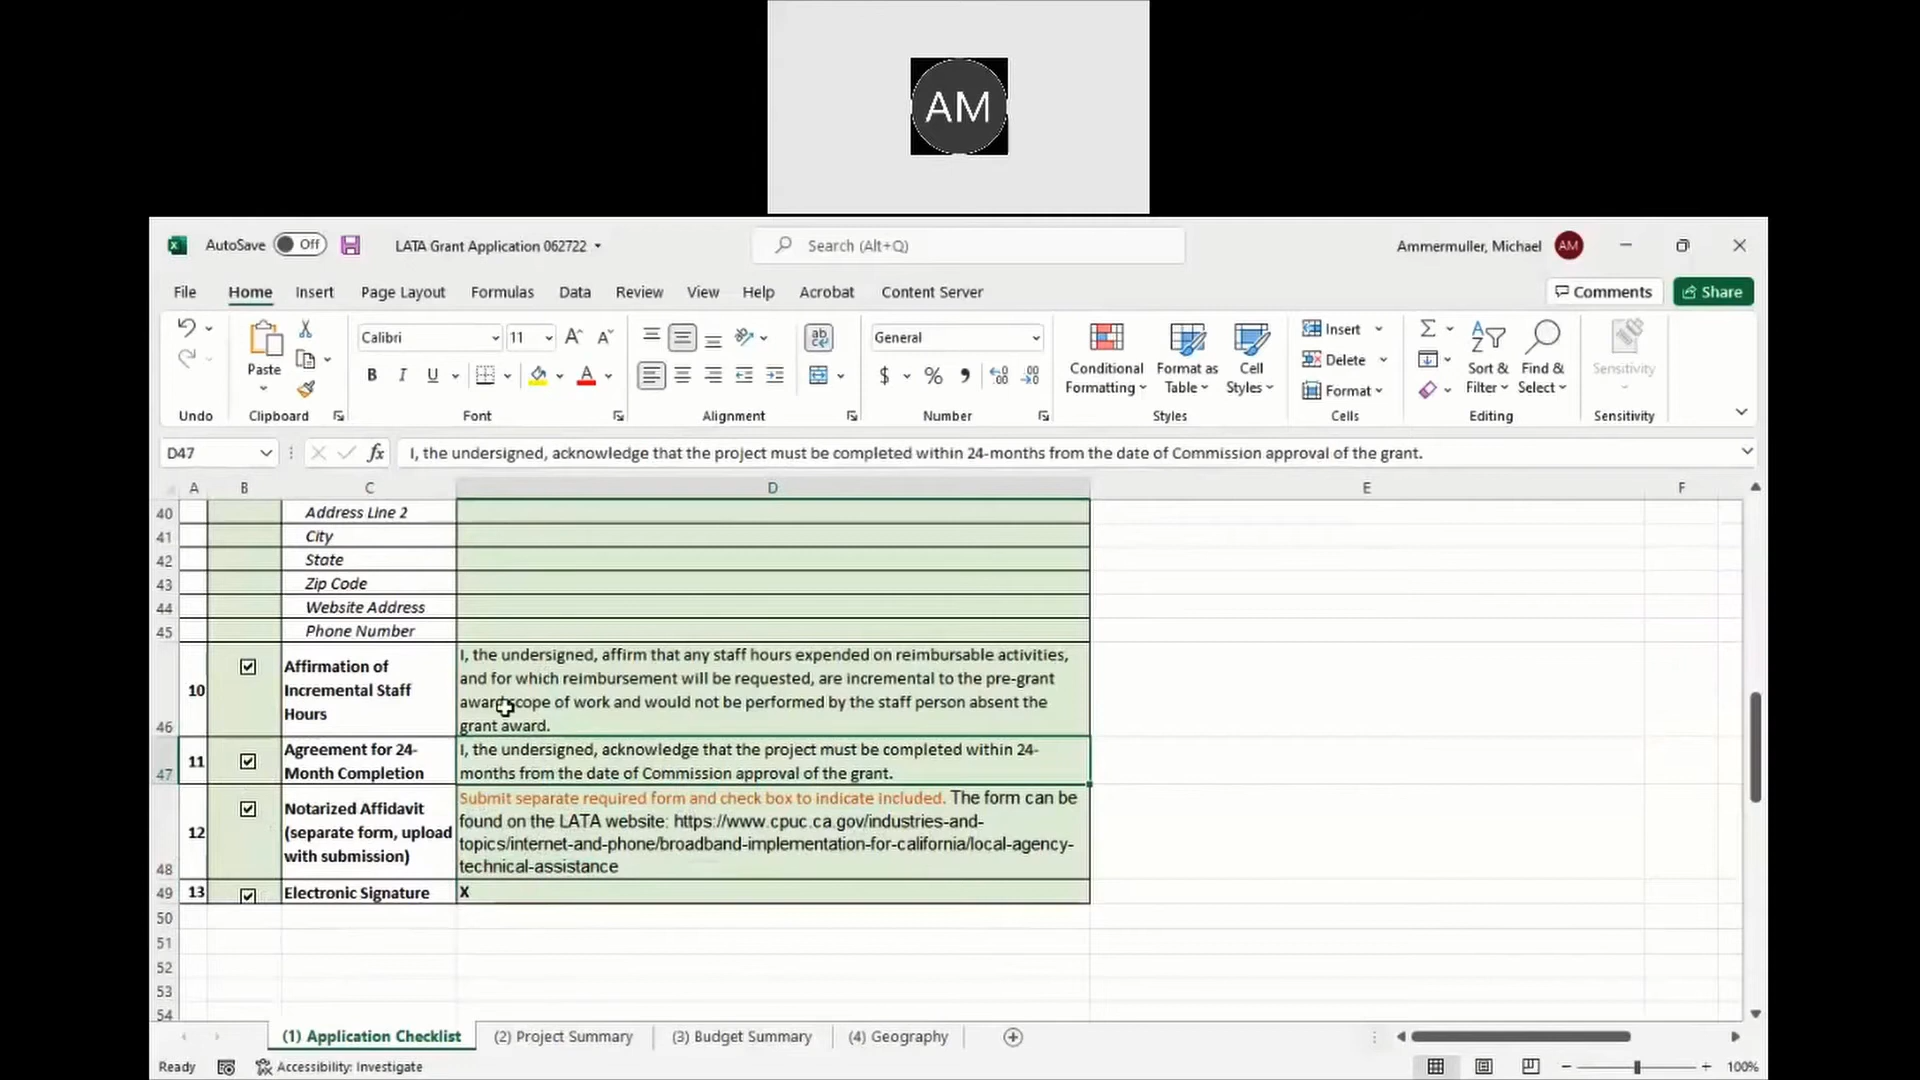 AM
AutoSave Off LATA Grant Application 062722 Search (Alt+Q) Ammermuller, Michael AM
File Home Insert Page Layout Formulas Data Review View Help Acrobat Content Server Comments Share
Calibri 11 General
Paste
B I U A $ % ,
Conditional Formatting
Format as Table
Cell Styles
Insert
Delete
Format
Sort & Filter
Find & Select
Sensitivity
Undo Clipboard Font Alignment Number Styles Cells Editing Sensitivity
D47 fx I, the undersigned, acknowledge that the project must be completed within 24-months from the date of Commission approval of the grant.
A B C D E F
40 Address Line 2
41 City
42 State
43 Zip Code
44 Website Address
45 Phone Number
46 10
Affirmation of
Incremental Staff
Hours
I, the undersigned, affirm that any staff hours expended on reimbursable activities,
and for which reimbursement will be requested, are incremental to the pre-grant
award scope of work and would not be performed by the staff person absent the
grant award.
47 11
Agreement for 24-
Month Completion
I, the undersigned, acknowledge that the project must be completed within 24-
months from the date of Commission approval of the grant.
48 12
Notarized Affidavit
(separate form, upload
with submission)
Submit separate required form and check box to indicate included. The form can be
found on the LATA website: https://www.cpuc.ca.gov/industries-and-
topics/internet-and-phone/broadband-implementation-for-california/local-agency-
technical-assistance
49 13 Electronic Signature X
50
51
52
53
54
(1) Application Checklist (2) Project Summary (3) Budget Summary (4) Geography
Ready Accessibility: Investigate 100%